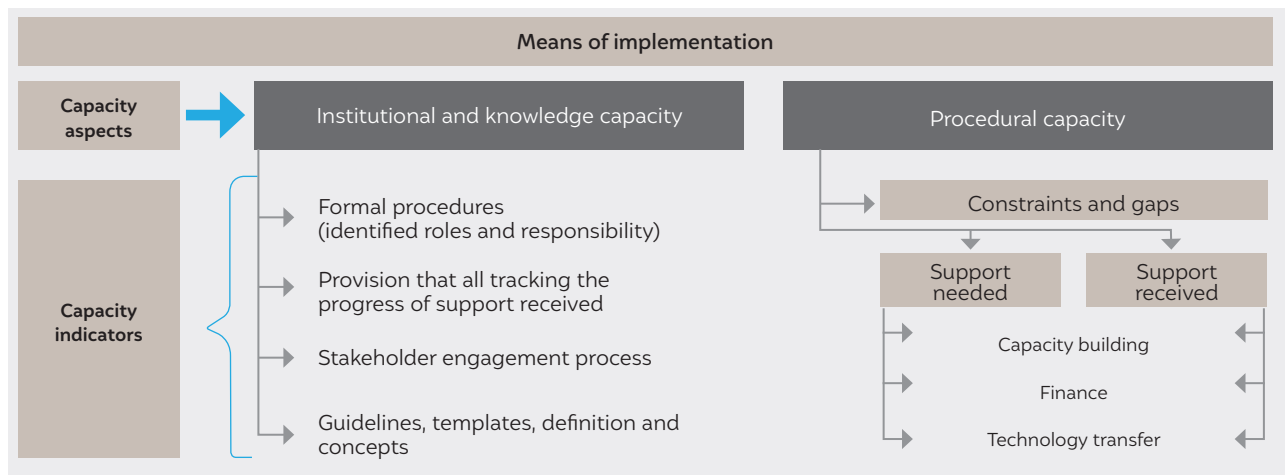 Means of implementation
Capacity
aspects
Institutional and knowledge capacity
Procedural capacity
Capacity
indicators
Formal procedures
(identified roles and responsibility)
Provision that all tracking the
progress of support received
Stakeholder engagement process
Guidelines, templates, definition and
concepts
Constraints and gaps
Support
needed
Support
received
Capacity building
Finance
Technology transfer